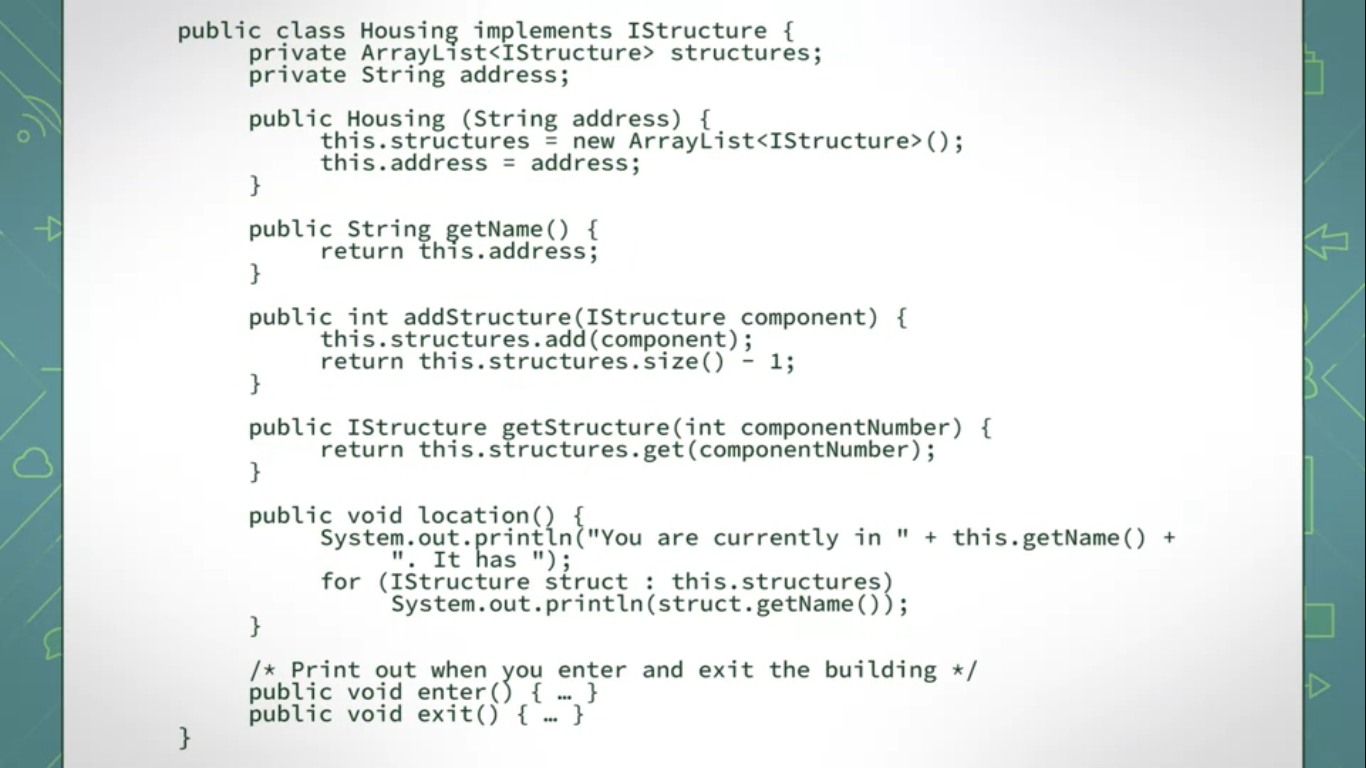 public class Housing implements IStructure {
private ArrayList<IStructure> structures;
private String address;
public Housing (String address) {
this.structures = new ArrayList<IStructure>();
this.address = address;
}
public String getName() {
return this.address;
}
public int addStructure(IStructure component) {
this.structures.add(component);
return this.structures.size() - 1;
}
public IStructure getStructure(int componentNumber) {
return this.structures.get(componentNumber);
}
public void location() {
System.out.println("You are currently in " + this.getName() +
". It has ");
for (IStructure struct : this.structures)
System.out.println(struct.getName());
}
/* Print out when you enter and exit the building */
public void enter() { … }
public void exit() { … }
}